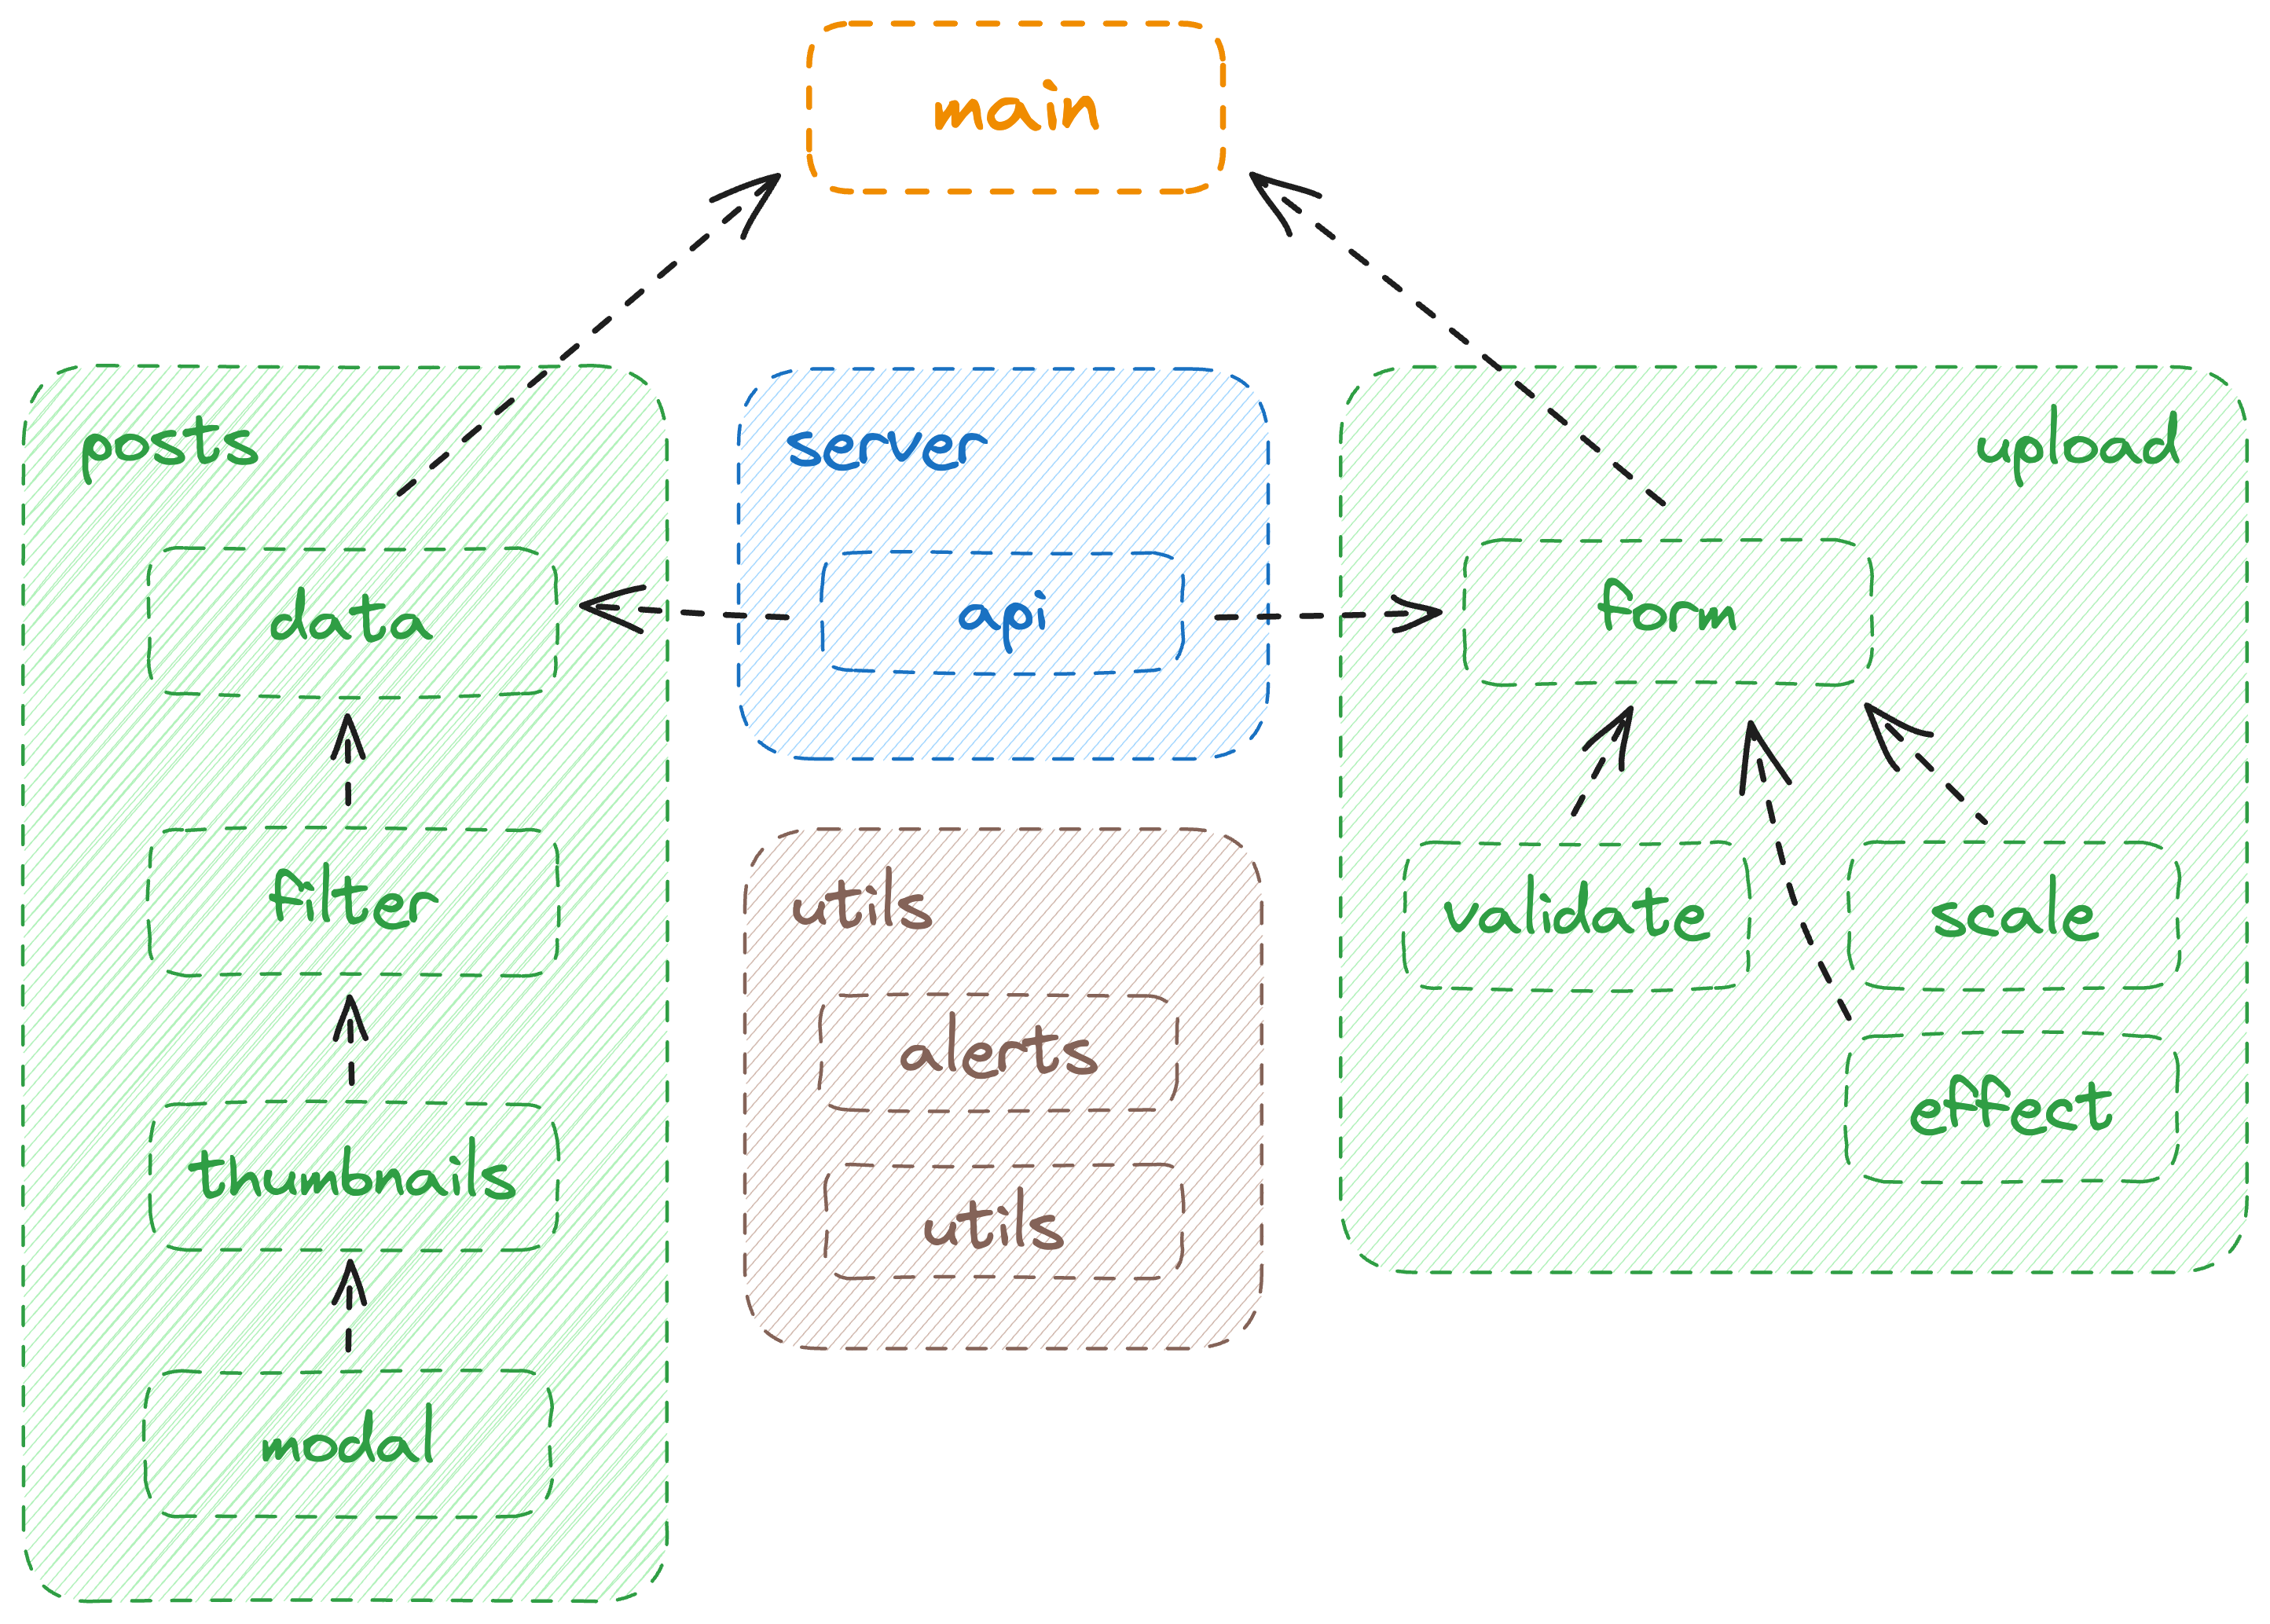 main
posts
data
filter
thumbnails
modal
server
api
utils
alerts
utils
upload
form
validate
scale
effect